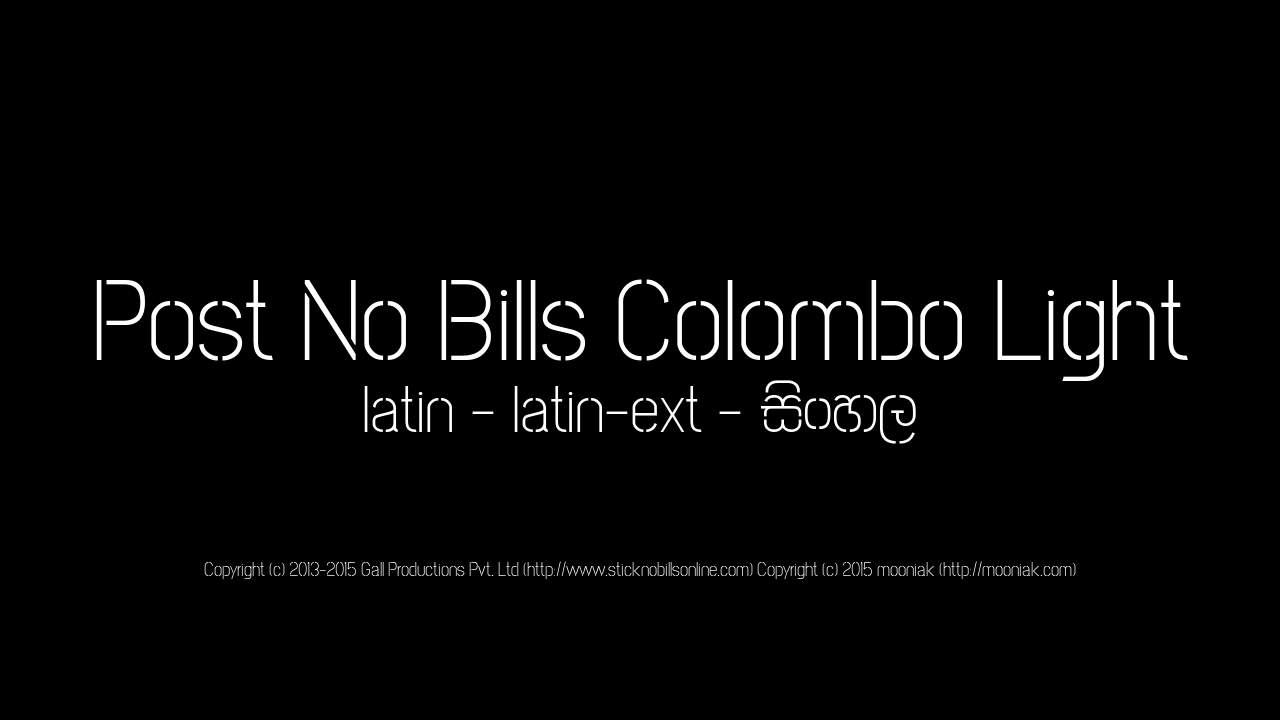 Post No Bills Colombo Light
latin - latin-ext - සිංහල
Copyright (c) 2013-2015 Gall Productions Pvt. Ltd (http://www.sticknobillsonline.com) Copyright (c) 2015 mooniak (http://mooniak.com)